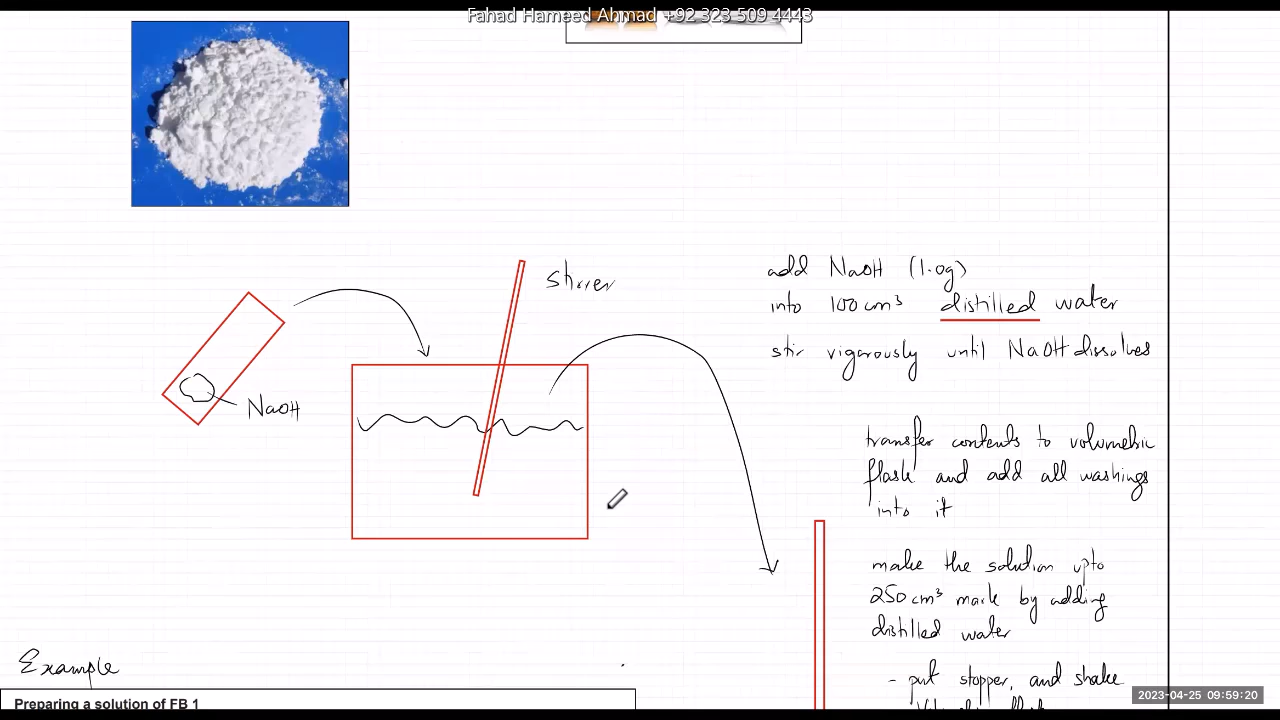 Fahad Hameed Ahmad +92 323 509 4443
stirrer
add NaOH (1.0g)
into 100 cm³ distilled water
stir vigorously until NaOH dissolves
NaOH
transfer contents to volumetric
flask and add all washings
into it
make the solution upto
250 cm³ mark by adding
distilled water
- put stopper, and shake
Example
Preparing a solution of FB 1
2023-04-25 09:59:20